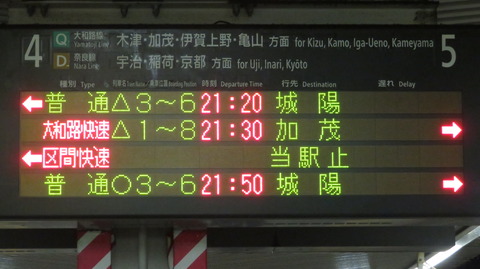 4 Q 大和路線 Yamatoji Line 木津・加茂・伊賀上野・亀山 方面 for Kizu, Kamo, Iga-Ueno, Kameyama 5
D 奈良線 Nara Line 宇治・稲荷・京都 方面 for Uji, Inari, Kyōto
種別 Type 時刻 Departure Time 行先 Destination 遅れ Delay
← 普通 △3～6 21:20 城陽
大和路快速 △1～8 21:30 加茂 →
← 区間快速 当駅止
普通 ○3～6 21:50 城陽 →